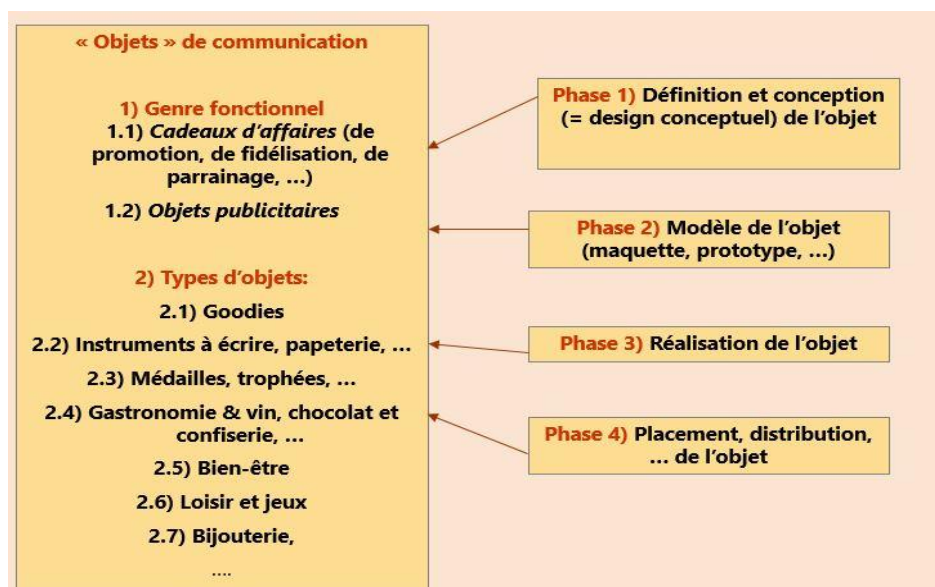 « Objets » de communication
1) Genre fonctionnel
1.1) Cadeaux d’affaires (de
promotion, de fidélisation, de
parrainage, …)
1.2) Objets publicitaires
2) Types d’objets:
2.1) Goodies
2.2) Instruments à écrire, papeterie, …
2.3) Médailles, trophées, …
2.4) Gastronomie & vin, chocolat et
confiserie, …
2.5) Bien-être
2.6) Loisir et jeux
2.7) Bijouterie,
….
Phase 1) Définition et conception
(= design conceptuel) de l’objet
Phase 2) Modèle de l’objet
(maquette, prototype, …)
Phase 3) Réalisation de l’objet
Phase 4) Placement, distribution,
… de l’objet